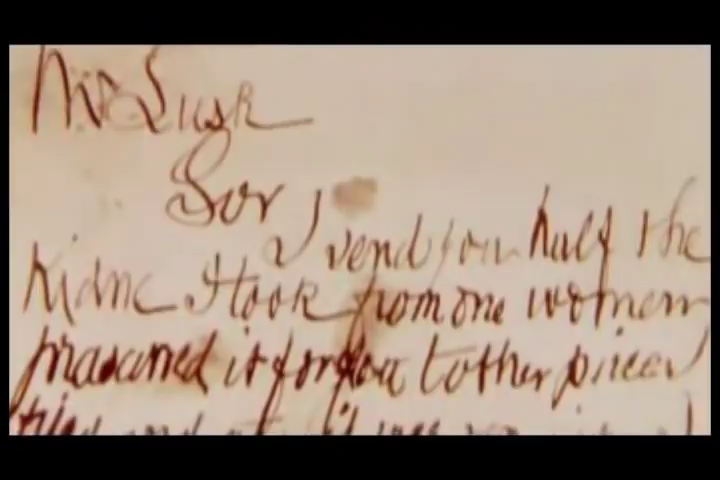 Mr Lusk
Sor
I send you half the
Kidne I took from one women
prasarved it for you tother piece I